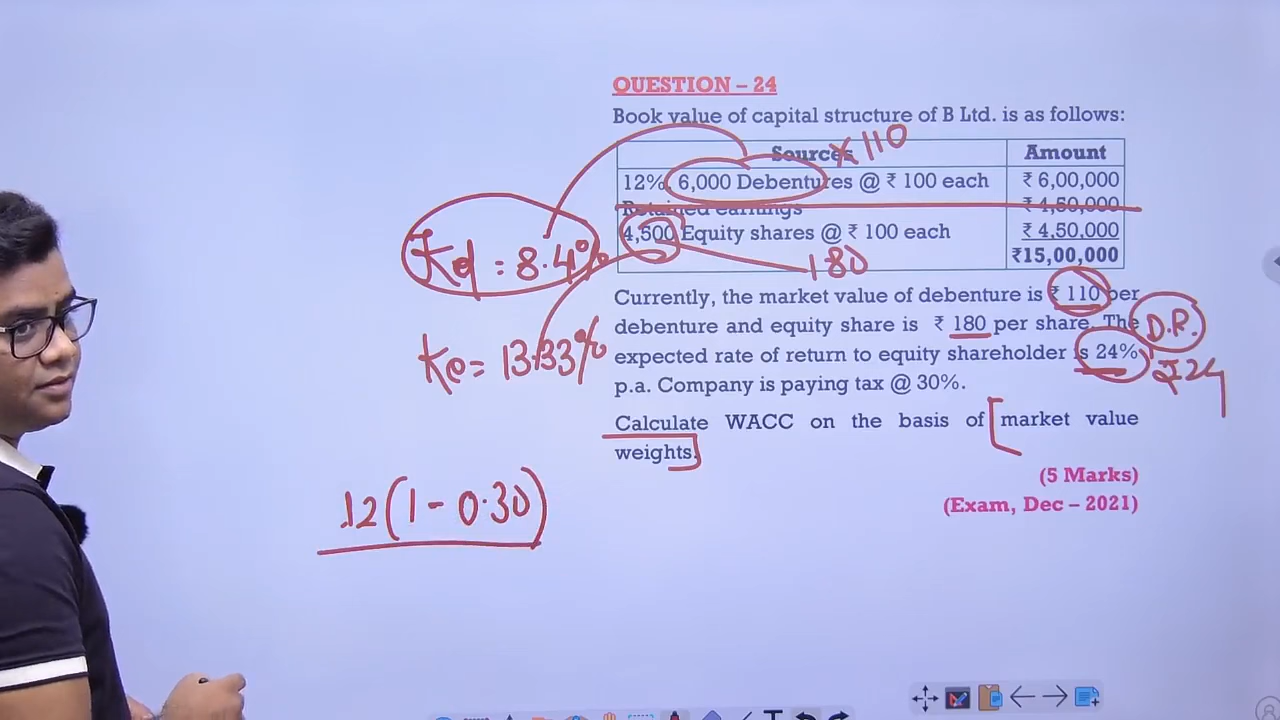 QUESTION – 24
Book value of capital structure of B Ltd. is as follows:
Sources Amount
12%, 6,000 Debentures @ ₹ 100 each ₹ 6,00,000
Retained earnings ₹ 4,50,000
4,500 Equity shares @ ₹ 100 each ₹ 4,50,000
₹15,00,000
×110
180
Currently, the market value of debenture is ₹ 110 per
debenture and equity share is ₹ 180 per share. The
expected rate of return to equity shareholder is 24%
p.a. Company is paying tax @ 30%.
D.R.
₹24
Calculate WACC on the basis of market value
weights.
(5 Marks)
(Exam, Dec – 2021)
Kd = 8.4%
Ke = 13.33%
12(1 - 0.30)